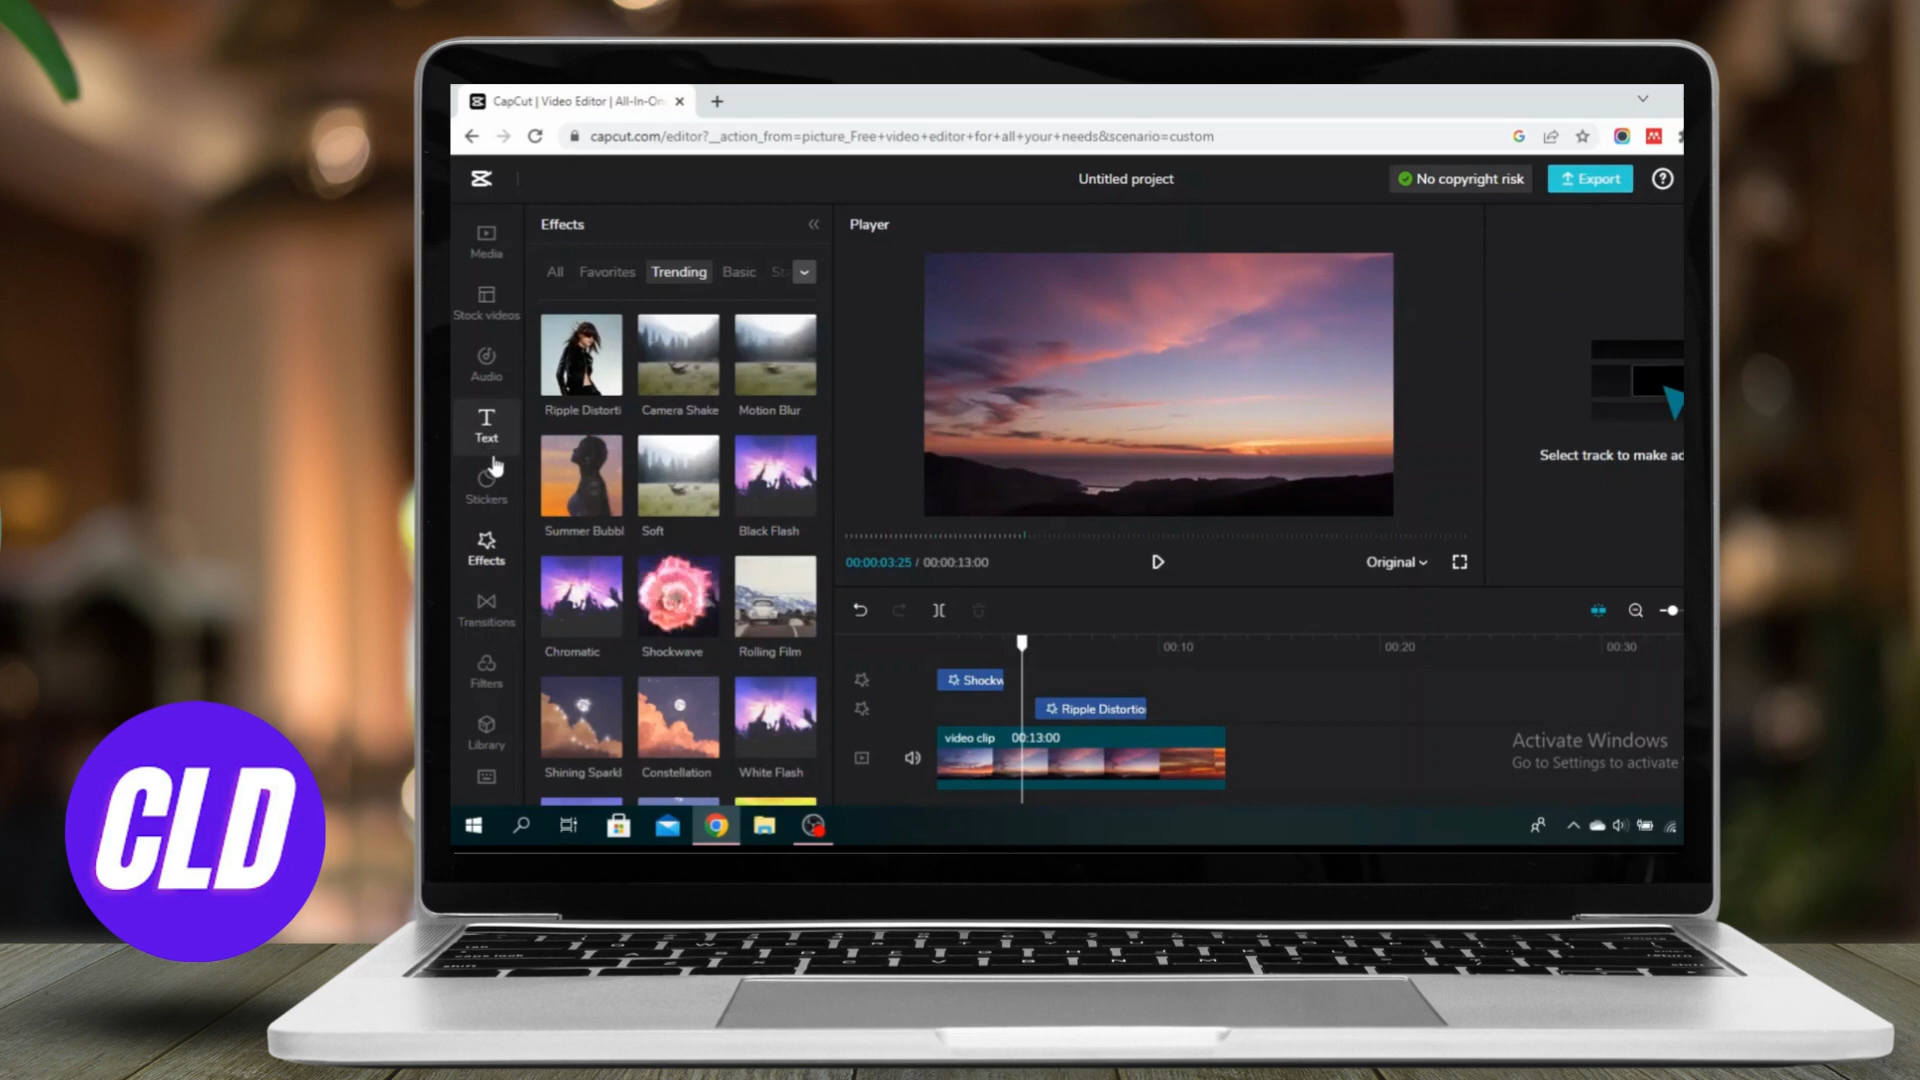 CapCut | Video Editor | All-In-On
capcut.com/editor?__action_from=picture_Free+video+editor+for+all+your+needs&scenario=custom
Untitled project
No copyright risk
Export
Media
Stock videos
Audio
Text
Stickers
Effects
Transitions
Filters
Library
Effects
All Favorites Trending Basic St
Ripple Distorti Camera Shake Motion Blur
Summer Bubbl Soft Black Flash
Chromatic Shockwave Rolling Film
Shining Sparkl Constellation White Flash
Player
00:00:03:25 / 00:00:13:00
Original
Select track to make ad
00:10 00:20 00:30
Shockw
Ripple Distortio
video clip 00:13:00
Activate Windows
Go to Settings to activate
CLD
caps lock
shift